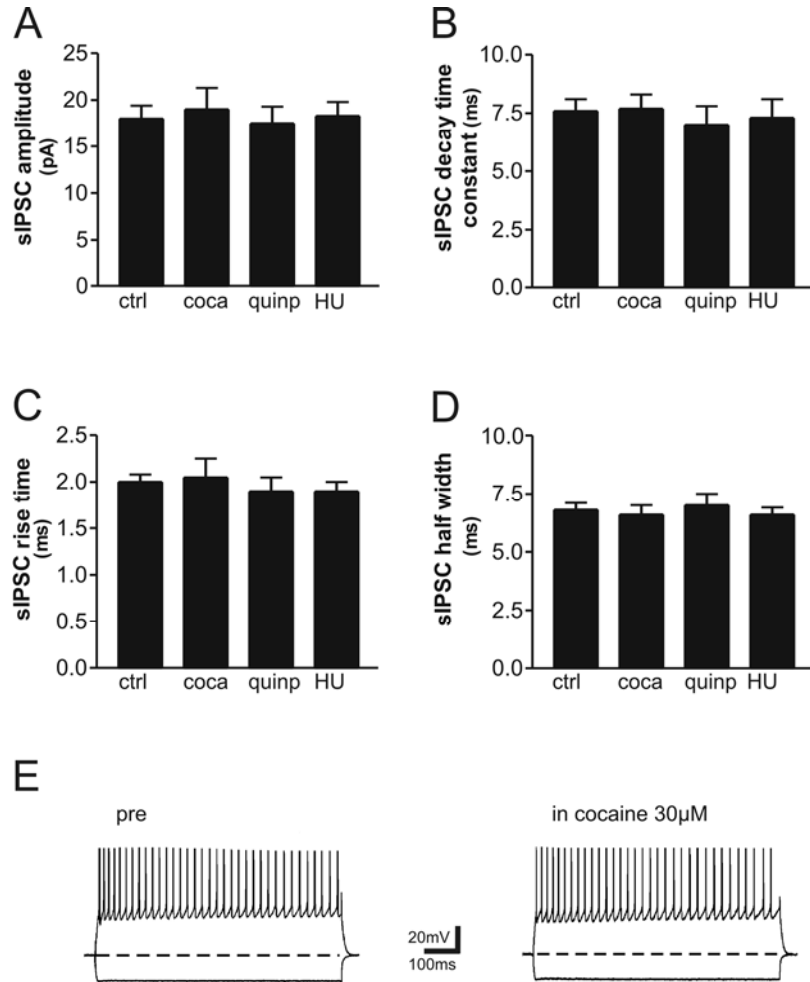 A
sIPSC amplitude
(pA)
25
20
15
10
5
0
ctrl coca quinp HU
B
sIPSC decay time
constant (ms)
10.0
7.5
5.0
2.5
0.0
ctrl coca quinp HU
C
sIPSC rise time
(ms)
2.5
2.0
1.5
1.0
0.5
0.0
ctrl coca quinp HU
D
sIPSC half width
(ms)
10.0
7.5
5.0
2.5
0.0
ctrl coca quinp HU
E
pre
in cocaine 30µM
20mV
100ms